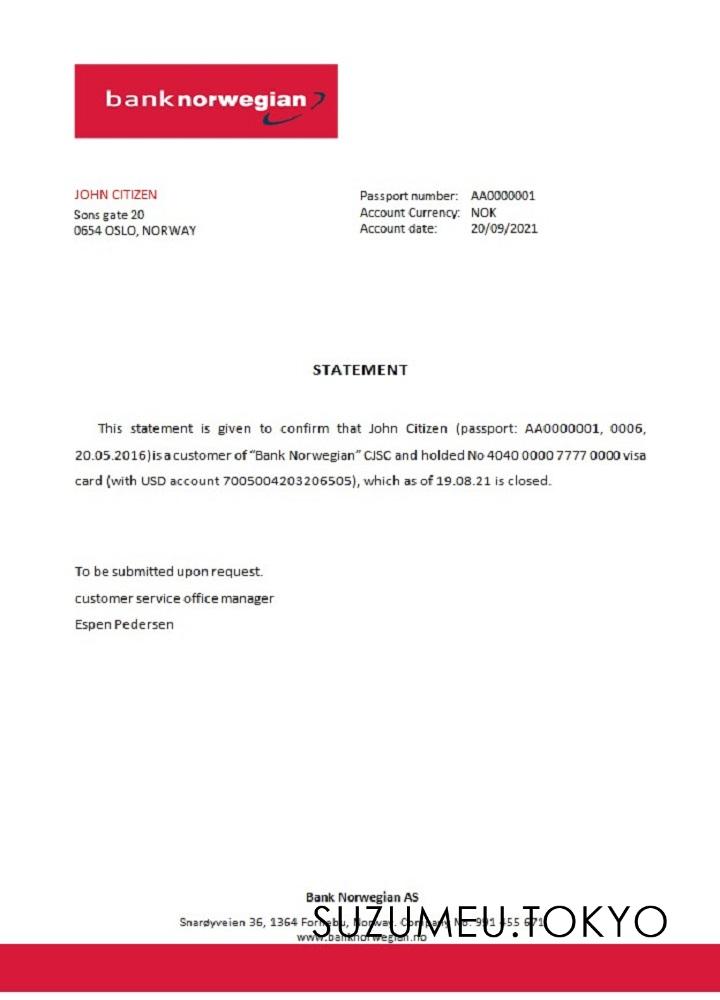 banknorwegian
JOHN CITIZEN
Sons gate 20
0654 OSLO, NORWAY
Passport number: AA0000001
Account Currency: NOK
Account date: 20/09/2021
STATEMENT
This statement is given to confirm that John Citizen (passport: AA0000001, 0006,
20.05.2016) is a customer of “Bank Norwegian” CJSC and holded No 4040 0000 7777 0000 visa
card (with USD account 7005004203206505), which as of 19.08.21 is closed.
To be submitted upon request.
customer service office manager
Espen Pedersen
Bank Norwegian AS
Snarøyveien 36, 1364 Fornebu, Norway. Company No. 991 455 671
www.banknorwegian.no
SUZUMEU.TOKYO